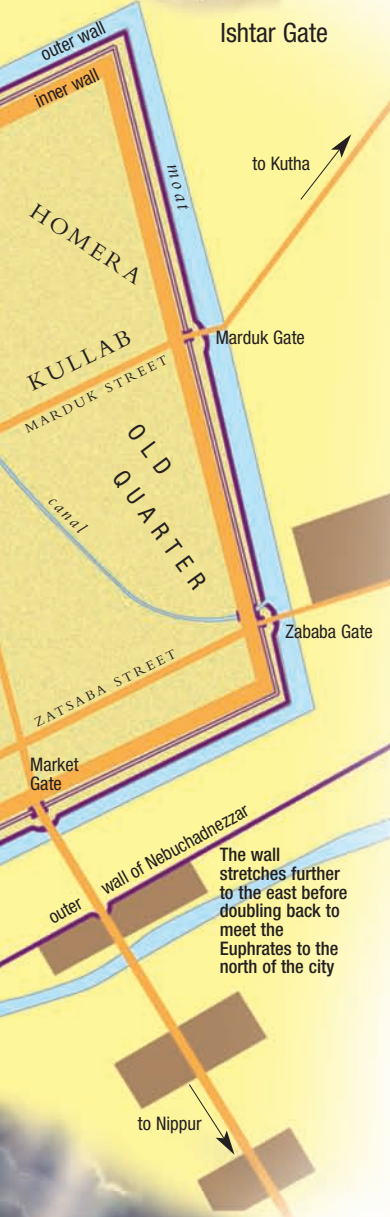 Ishtar Gate
outer wall
inner wall
moat
to Kutha
HOMERA
Marduk Gate
KULLAB
MARDUK STREET
OLD
QUARTER
canal
Zababa Gate
ZATSABA STREET
Market
Gate
outer wall of Nebuchadnezzar
The wall
stretches further
to the east before
doubling back to
meet the
Euphrates to the
north of the city
to Nippur